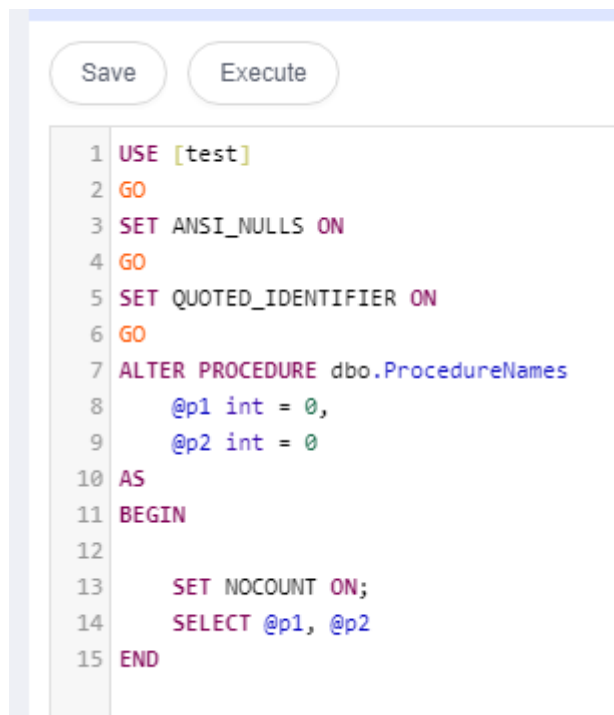 Save Execute
1 USE [test]
2 GO
3 SET ANSI_NULLS ON
4 GO
5 SET QUOTED_IDENTIFIER ON
6 GO
7 ALTER PROCEDURE dbo.ProcedureNames
8     @p1 int = 0,
9     @p2 int = 0
10 AS
11 BEGIN
12
13     SET NOCOUNT ON;
14     SELECT @p1, @p2
15 END